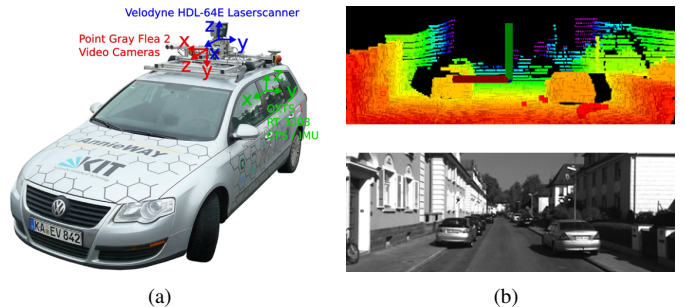 Velodyne HDL-64E Laserscanner
Point Gray Flea 2
Video Cameras
z
y
x
x
z
y
z
x
y
OXTS
RT 3003
GPS / IMU
AnnieWAY
KIT
KA EV 842
(a)
(b)